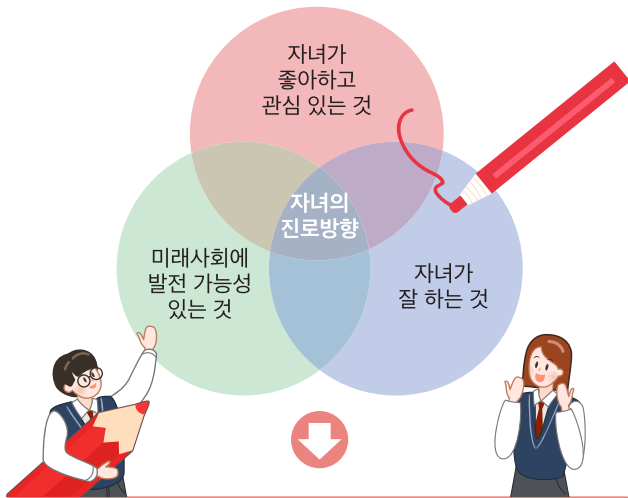 자녀가
좋아하고
관심 있는 것
자녀의
진로방향
미래사회에
발전 가능성
있는 것
자녀가
잘 하는 것